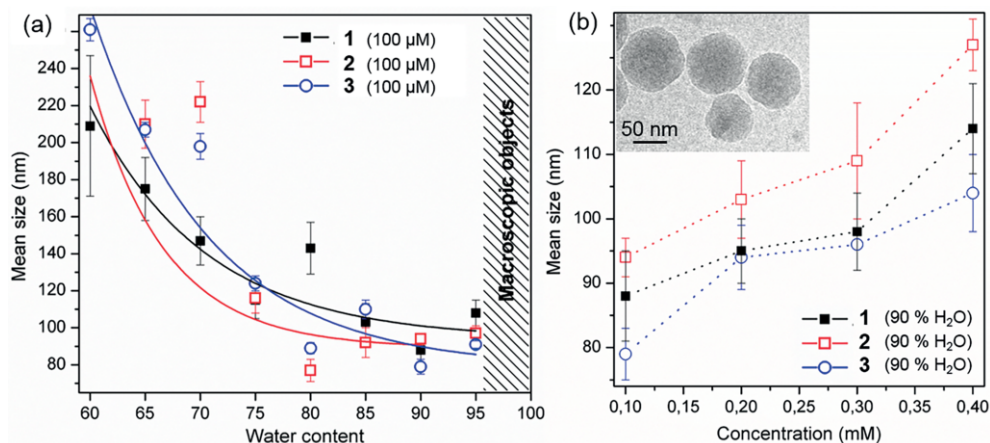 (a)
1 (100 µM)
2 (100 µM)
3 (100 µM)
Macroscopic objects
Mean size (nm)
240
220
200
180
160
140
120
100
80
60 65 70 75 80 85 90 95 100
Water content
(b)
50 nm
1 (90 % H₂O)
2 (90 % H₂O)
3 (90 % H₂O)
Mean size (nm)
120
110
100
90
80
0,10 0,15 0,20 0,25 0,30 0,35 0,40
Concentration (mM)